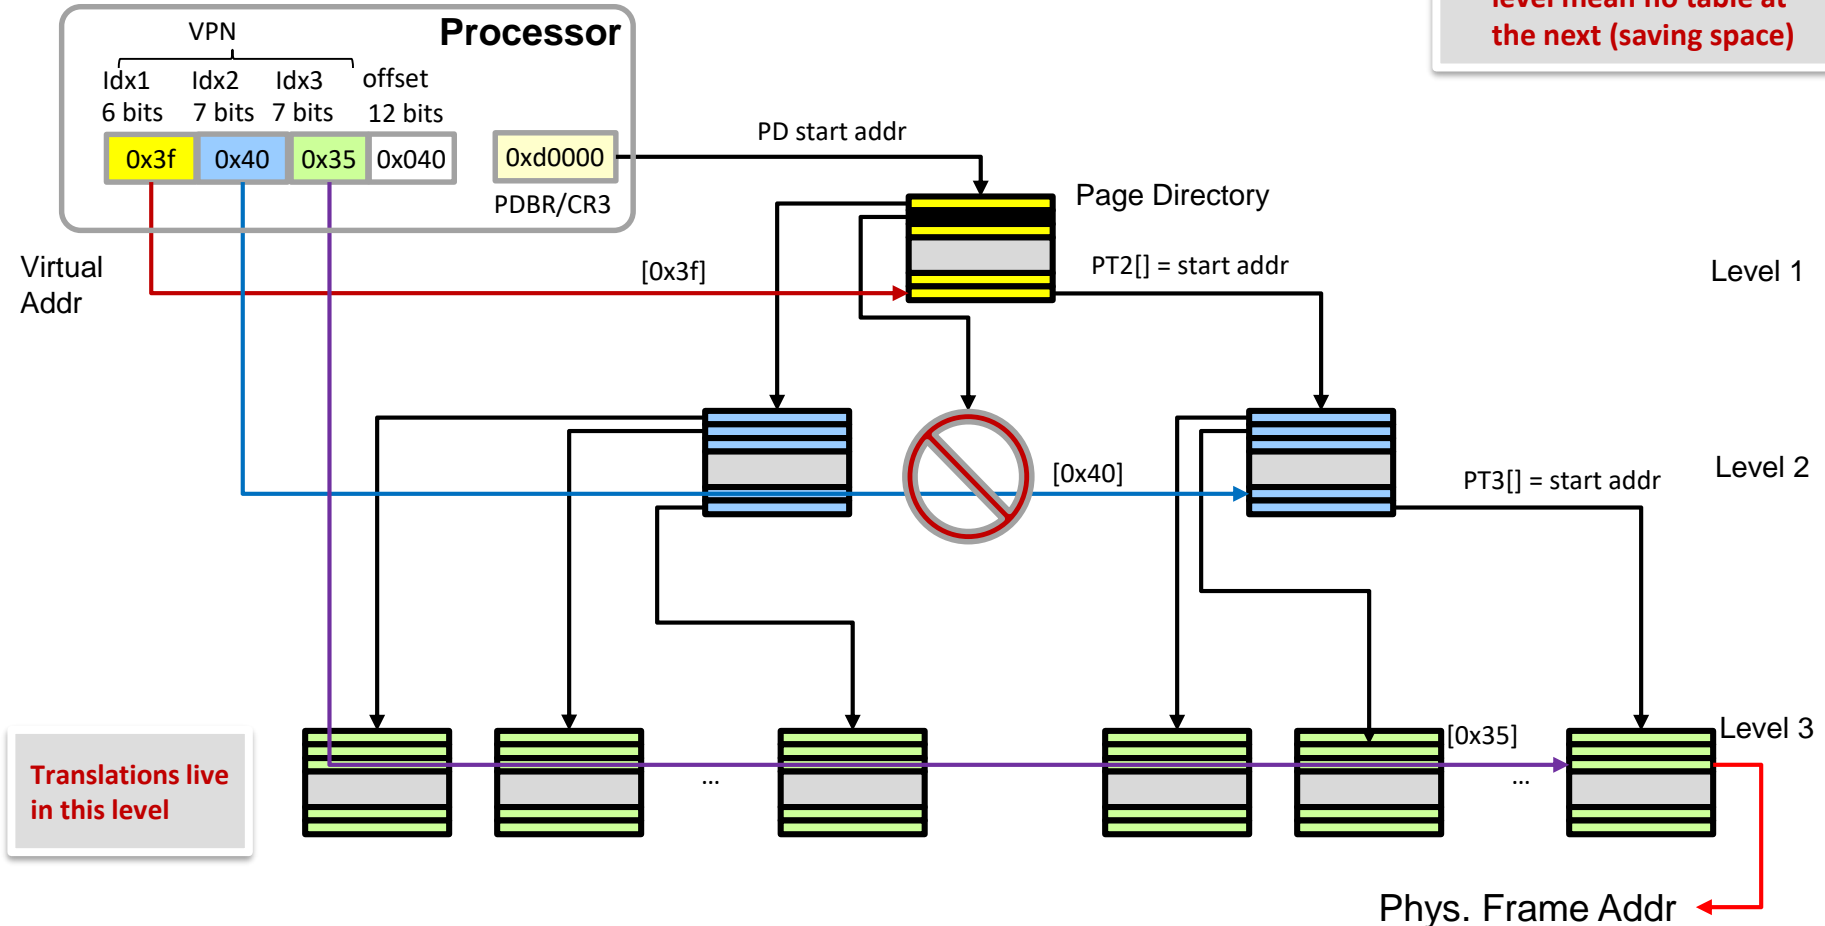 level mean no table at
the next (saving space)
Processor
VPN
Idx1 Idx2 Idx3 offset
6 bits 7 bits 7 bits 12 bits
0x3f 0x40 0x35 0x040
0xd0000
PDBR/CR3
PD start addr
Page Directory
Virtual
Addr
[0x3f]
PT2[] = start addr
Level 1
[0x40]
PT3[] = start addr
Level 2
[0x35]
Level 3
Translations live
in this level
...
...
Phys. Frame Addr